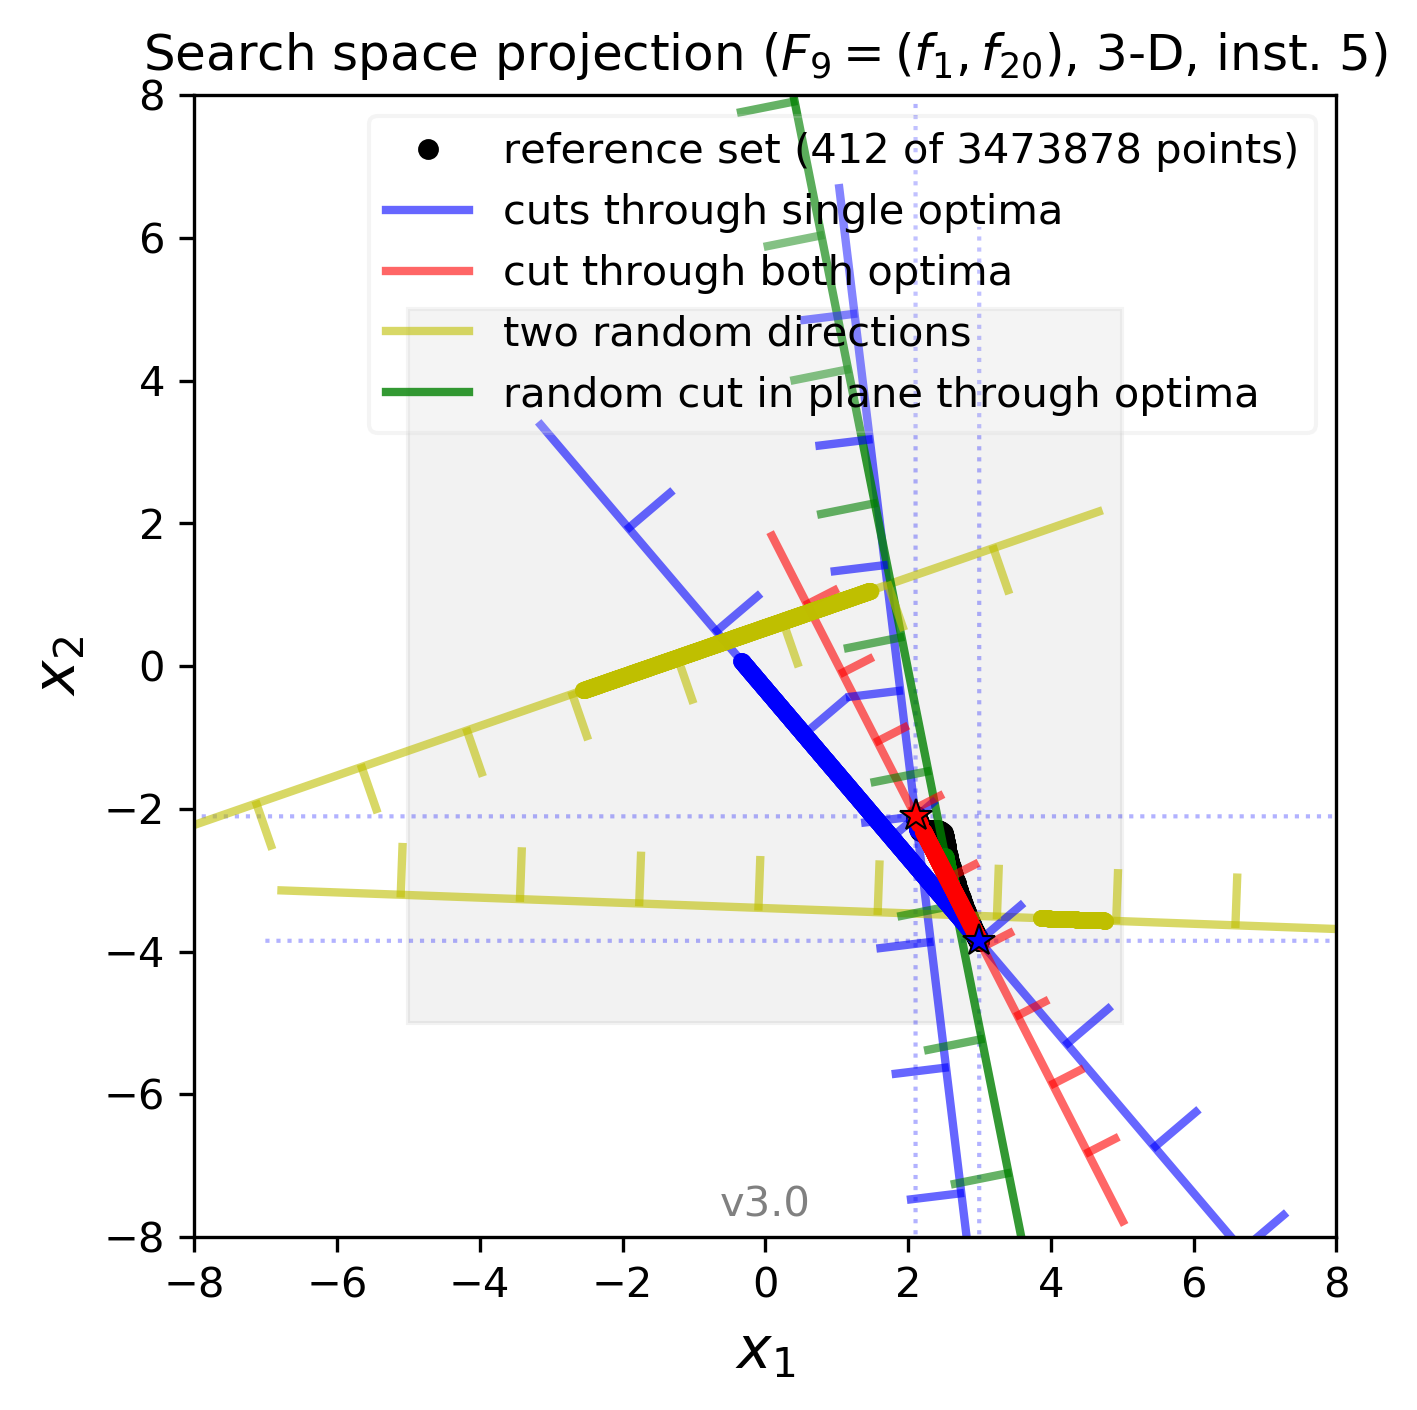 Search space projection (F₉ = (f₁, f₂₀), 3-D, inst. 5)
reference set (412 of 3473878 points)
cuts through single optima
cut through both optima
two random directions
random cut in plane through optima
8
6
4
2
0
−2
−4
−6
−8
x₂
v3.0
−8 −6 −4 −2 0 2 4 6 8
x₁